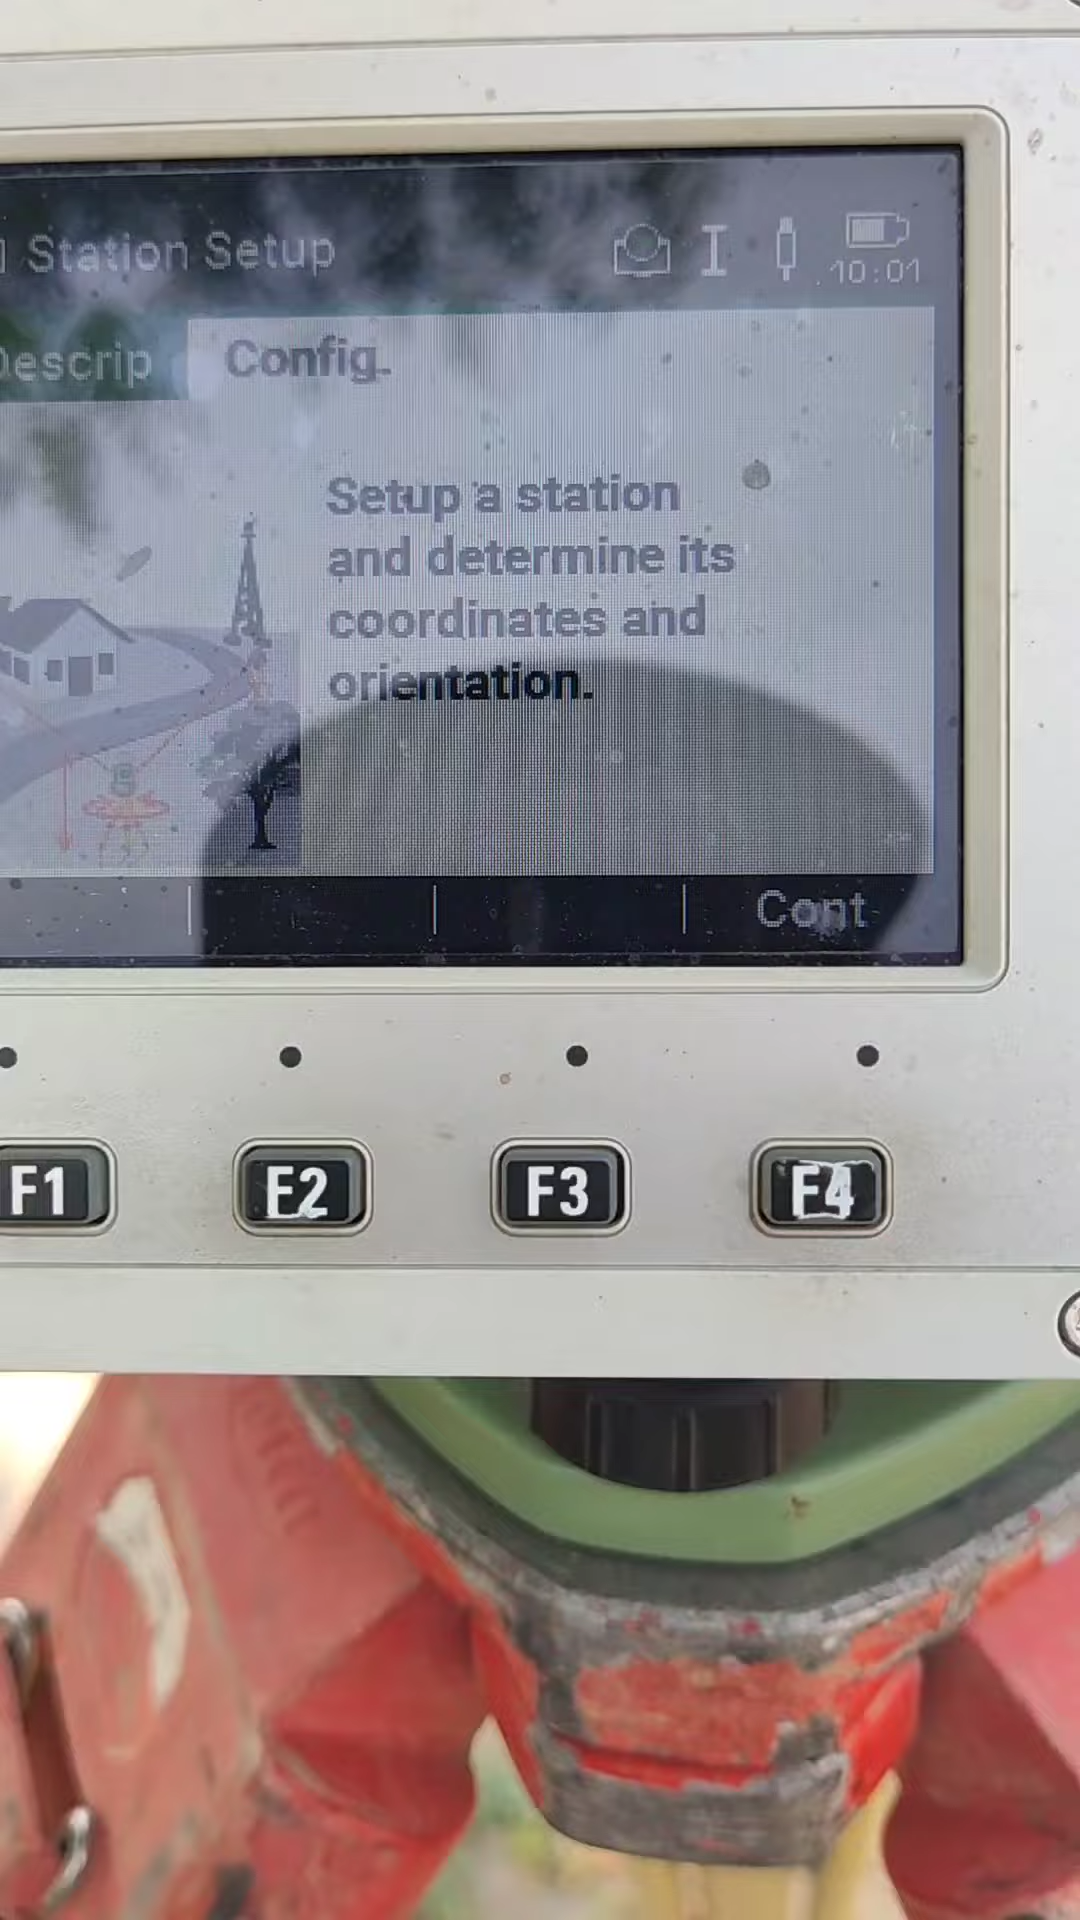 Station Setup
10:01
Descrip
Config.
Setup a station
and determine its
coordinates and
orientation.
Cont
F1
F2
F3
F4